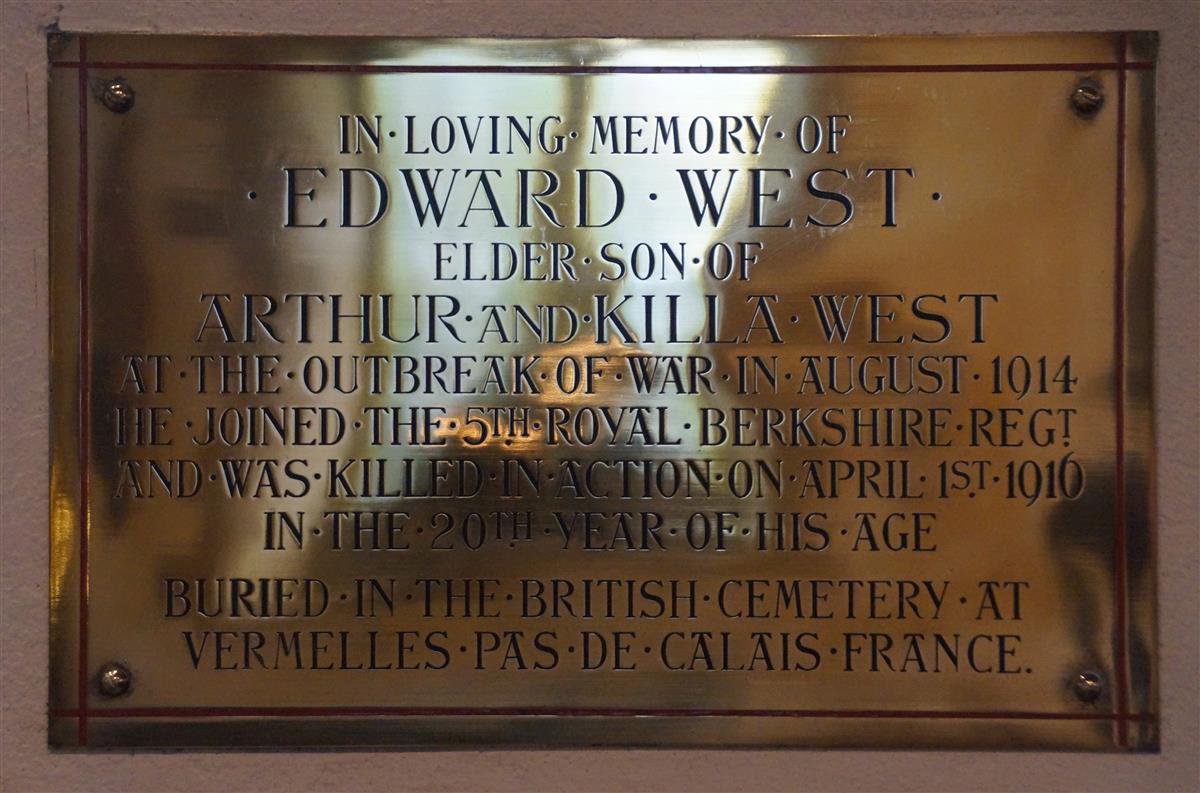 IN·LOVING·MEMORY·OF
·EDWARD·WEST·
ELDER·SON·OF
ARTHUR·AND·KILLA·WEST
AT·THE·OUTBREAK·OF·WAR·IN·AUGUST·1914
HE·JOINED·THE·5TH·ROYAL·BERKSHIRE·REGT
AND·WAS·KILLED·IN·ACTION·ON·APRIL·1ST·1916
IN·THE·20TH·YEAR·OF·HIS·AGE
BURIED·IN·THE·BRITISH·CEMETERY·AT
VERMELLES·PAS·DE·CALAIS·FRANCE.